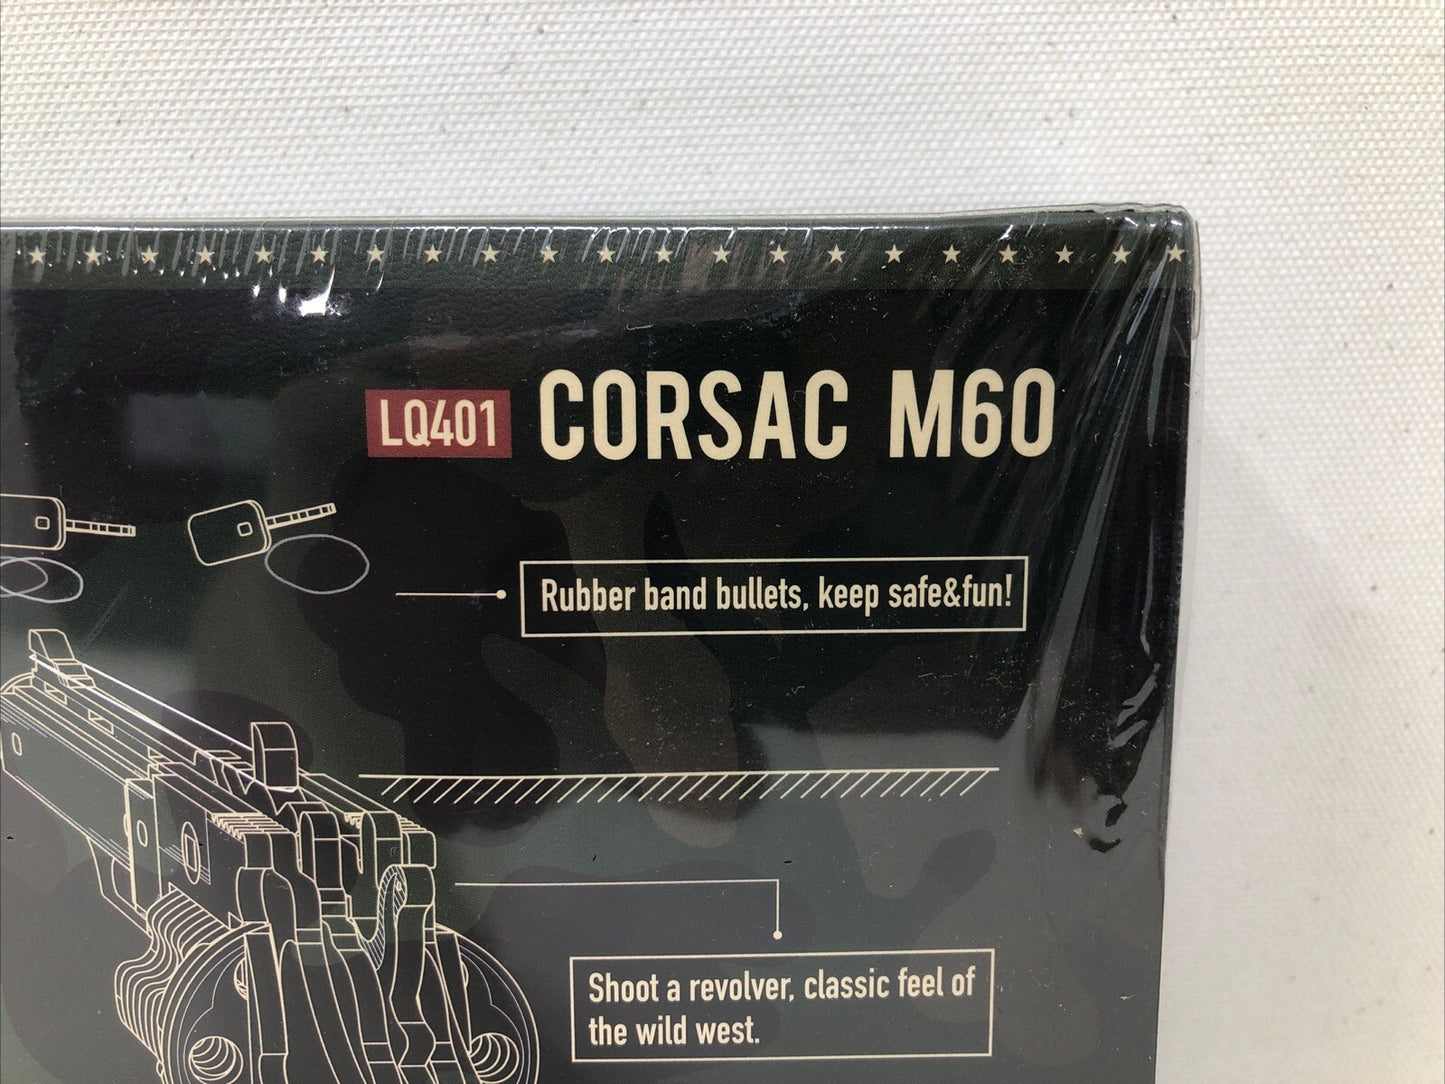 LQ401 CORSAC M60
Rubber band bullets, keep safe&fun!
Shoot a revolver, classic feel of
the wild west.